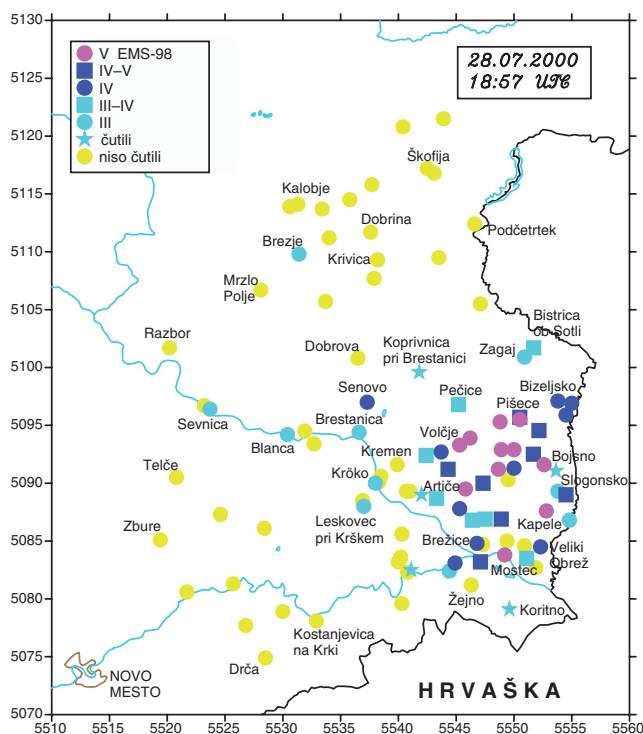 5130
5125
5120
5115
5110
5105
5100
5095
5090
5085
5080
5075
5070
V EMS-98
IV–V
IV
III–IV
III
čutili
niso čutili
28.07.2000
18:57 UTC
Škofija
Kalobje
Dobrina
Podčetrtek
Brezje
Krivica
Mrzlo
Polje
Bistrica
ob Sotli
Razbor
Koprivnica
pri Brestanici
Dobrova
Zagaj
Senovo
Pečice
Bizeljsko
Pišece
Sevnica
Brestanica
Volčje
Blanca
Kremen
Bojsno
Telče
Krško
Artiče
Slogonsko
Zbure
Leskovec
pri Krškem
Kapele
Brežice
Veliki
Obrež
Mostec
Žejno
Koritno
Kostanjevica
na Krki
NOVO
MESTO
Drča
HRVAŠKA
5510
5515
5520
5525
5530
5535
5540
5545
5550
5555
5560